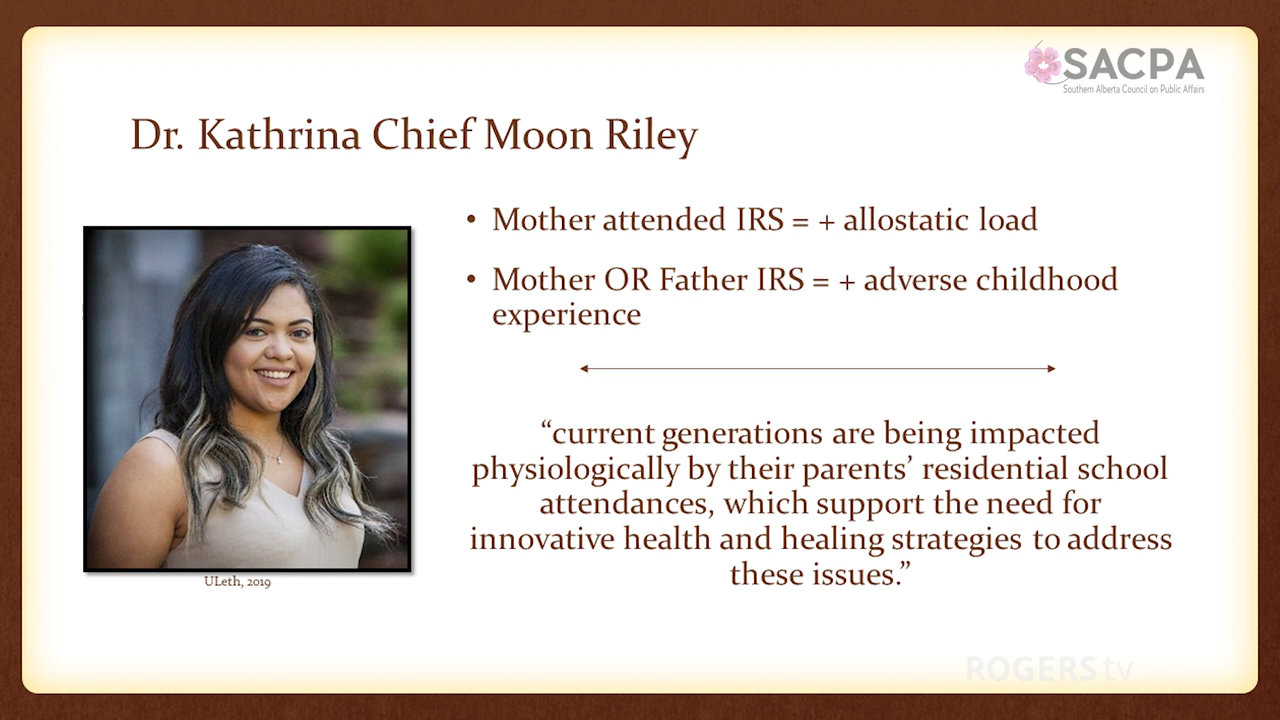 SACPA
Southern Alberta Council on Public Affairs
Dr. Kathrina Chief Moon Riley
• Mother attended IRS = + allostatic load
• Mother OR Father IRS = + adverse childhood
experience
“current generations are being impacted
physiologically by their parents’ residential school
attendances, which support the need for
innovative health and healing strategies to address
these issues.”
ULeth, 2019
ROGERS tv